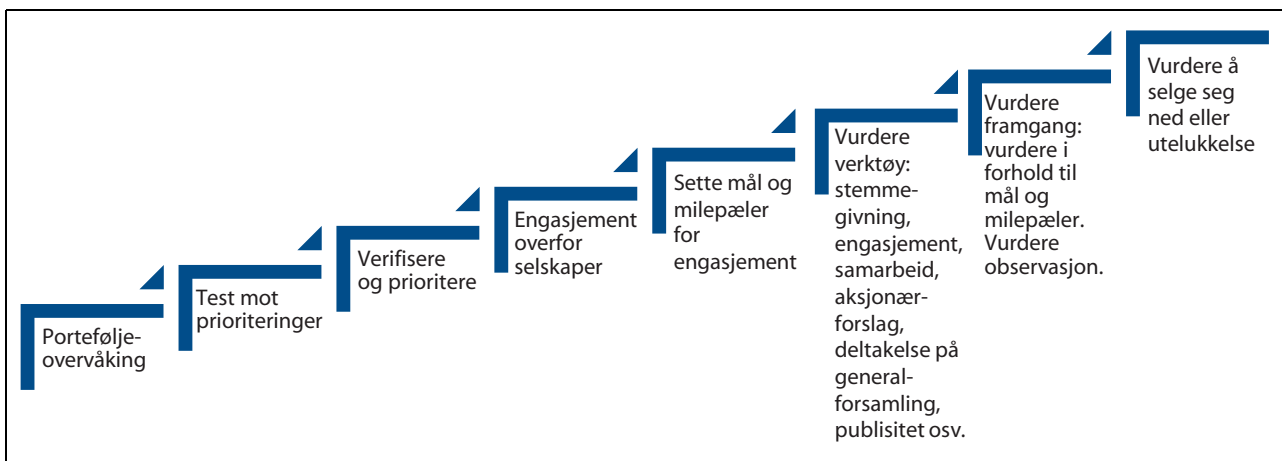 Portefølje-
overvåking
Test mot
prioriteringer
Verifisere
og prioritere
Engasjement
overfor
selskaper
Sette mål og
milepæler
for
engasjement
Vurdere
verktøy:
stemme-
givning,
engasjement,
samarbeid,
aksjonær-
forslag,
deltakelse på
general-
forsamling,
publisitet osv.
Vurdere
framgang:
vurdere i
forhold til
mål og
milepæler.
Vurdere
observasjon.
Vurdere å
selge seg
ned eller
utelukkelse